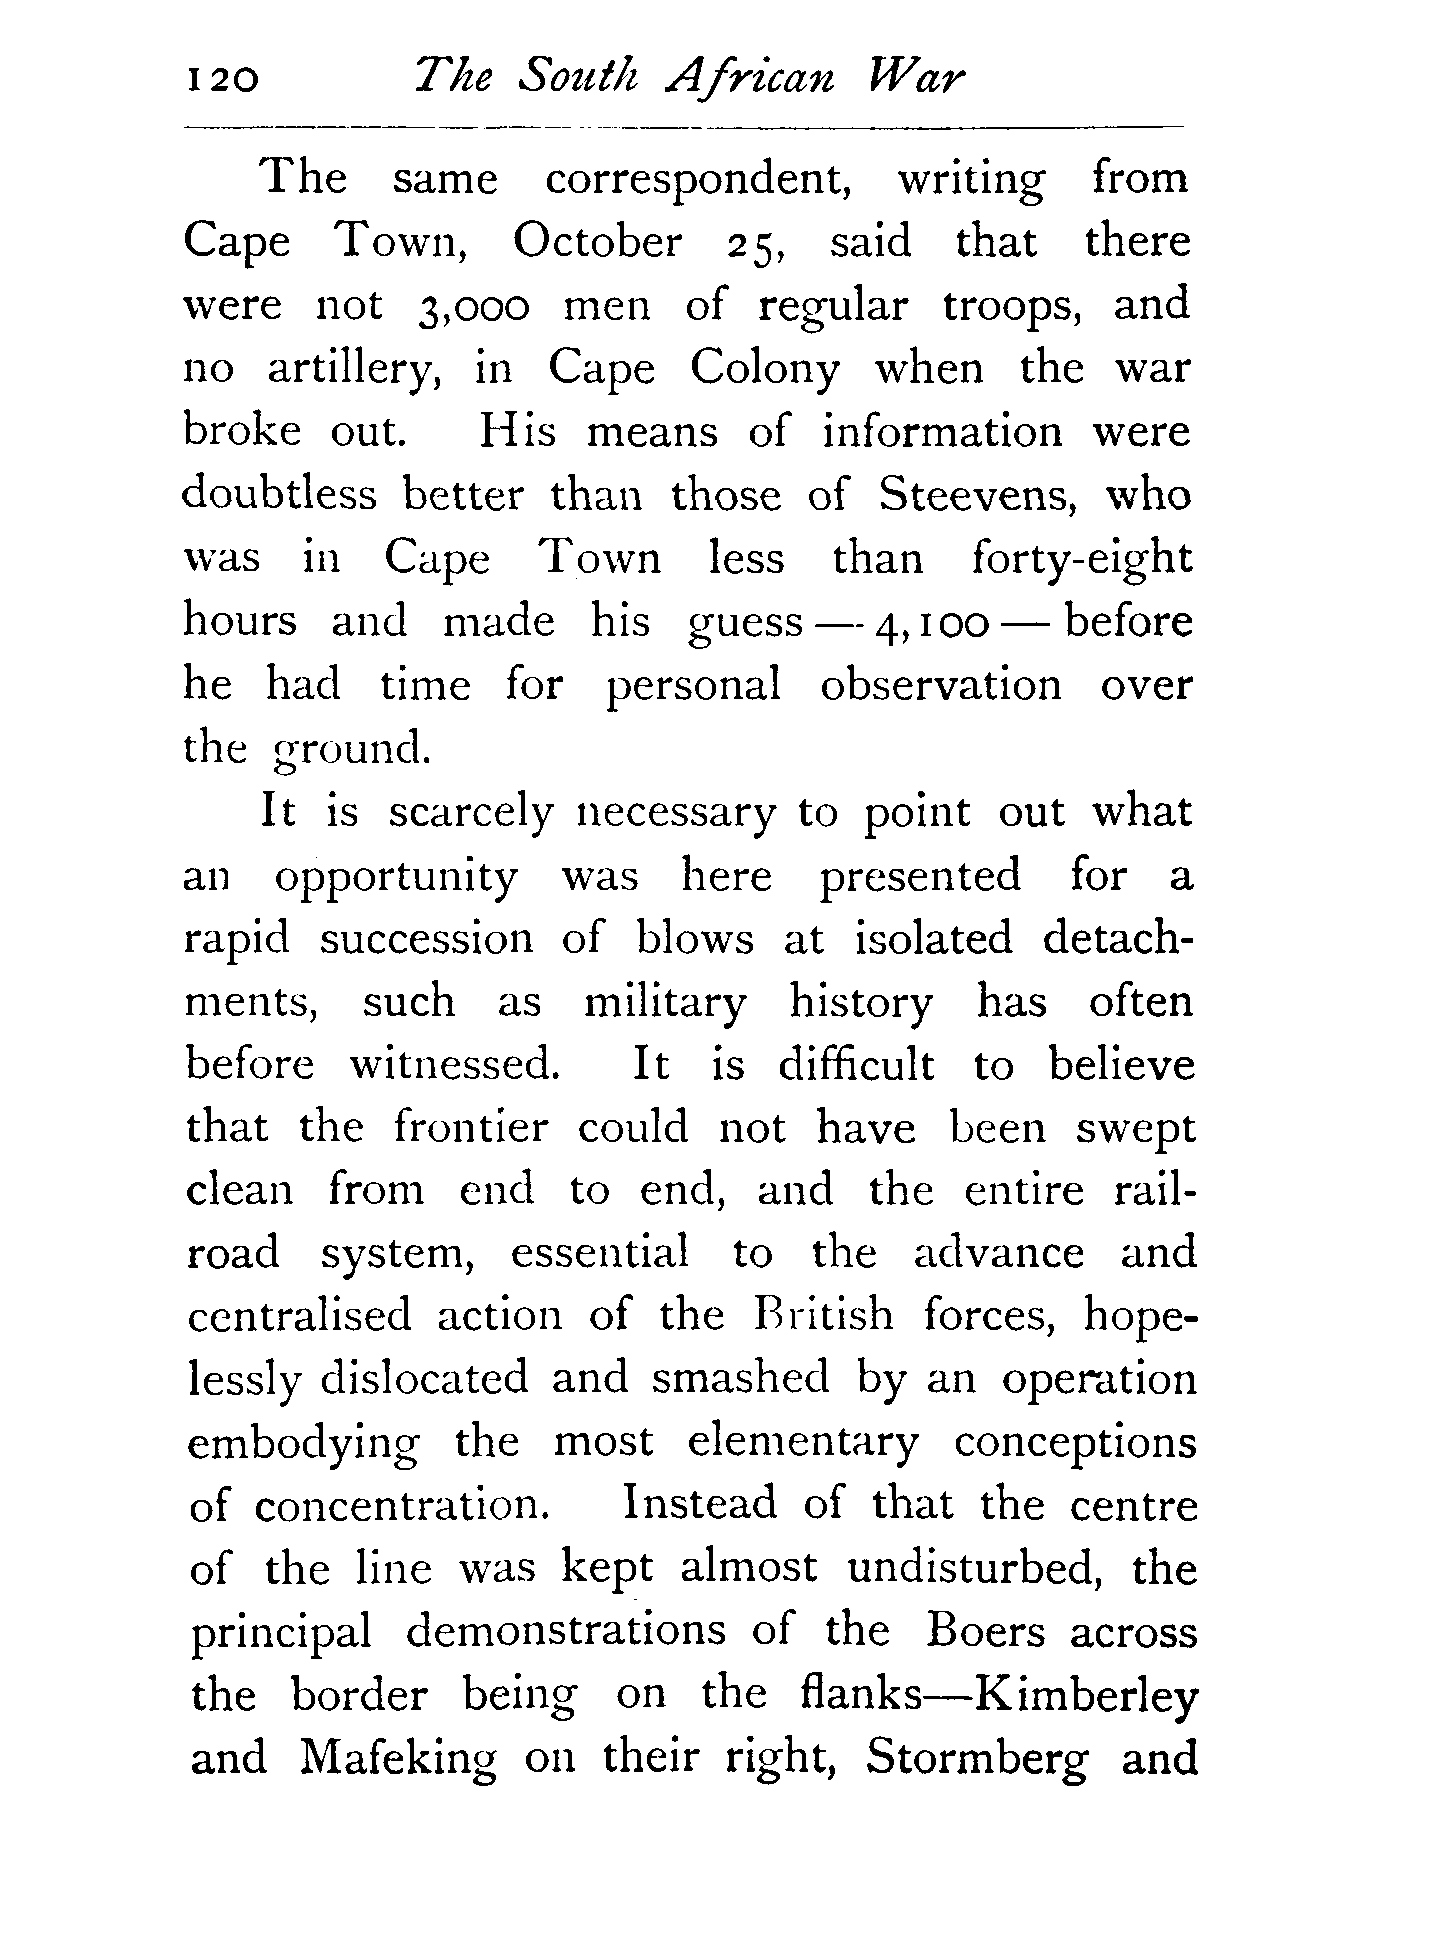 120 The South African War
The same correspondent, writing from
Cape Town, October 25, said that there
were not 3,000 men of regular troops, and
no artillery, in Cape Colony when the war
broke out. His means of information were
doubtless better than those of Steevens, who
was in Cape Town less than forty-eight
hours and made his guess — 4,100 — before
he had time for personal observation over
the ground.
It is scarcely necessary to point out what
an opportunity was here presented for a
rapid succession of blows at isolated detach-
ments, such as military history has often
before witnessed. It is difficult to believe
that the frontier could not have been swept
clean from end to end, and the entire rail-
road system, essential to the advance and
centralised action of the British forces, hope-
lessly dislocated and smashed by an operation
embodying the most elementary conceptions
of concentration. Instead of that the centre
of the line was kept almost undisturbed, the
principal demonstrations of the Boers across
the border being on the flanks—Kimberley
and Mafeking on their right, Stormberg and